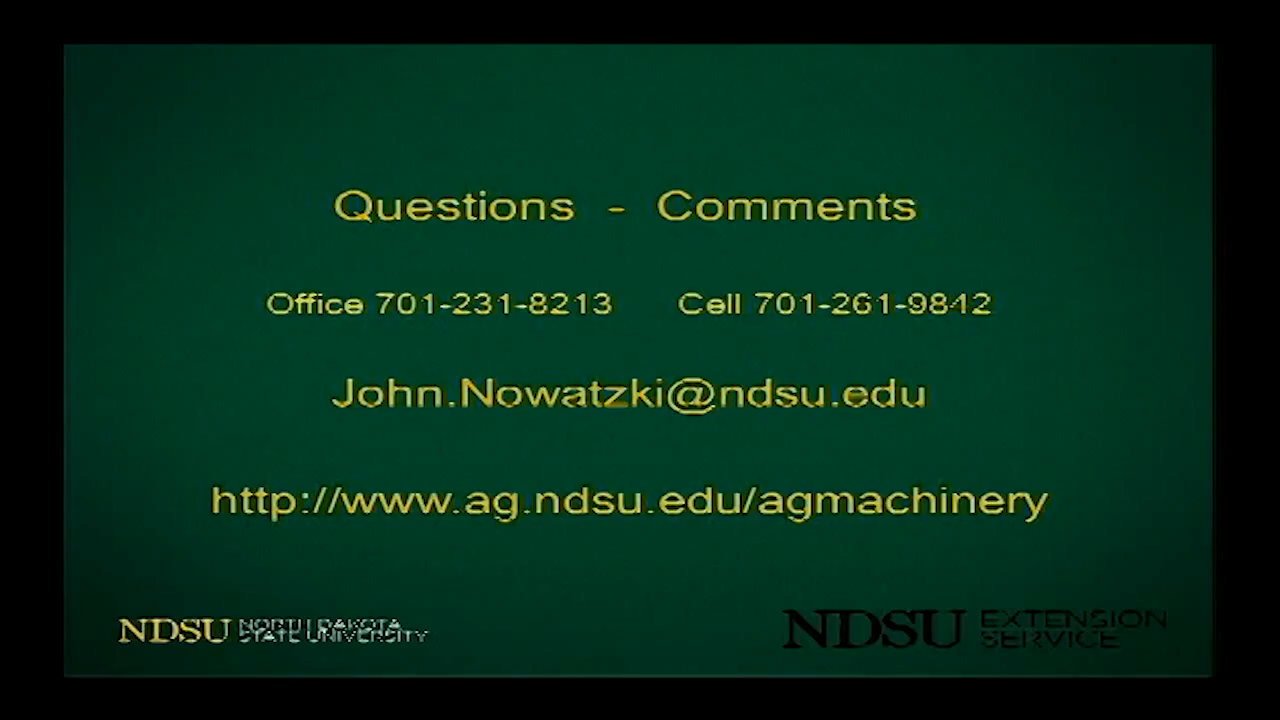 Questions - Comments
Office 701-231-8213 Cell 701-261-9842
John.Nowatzki@ndsu.edu
http://www.ag.ndsu.edu/agmachinery
NDSU NORTH DAKOTA
STATE UNIVERSITY
NDSU EXTENSION
SERVICE